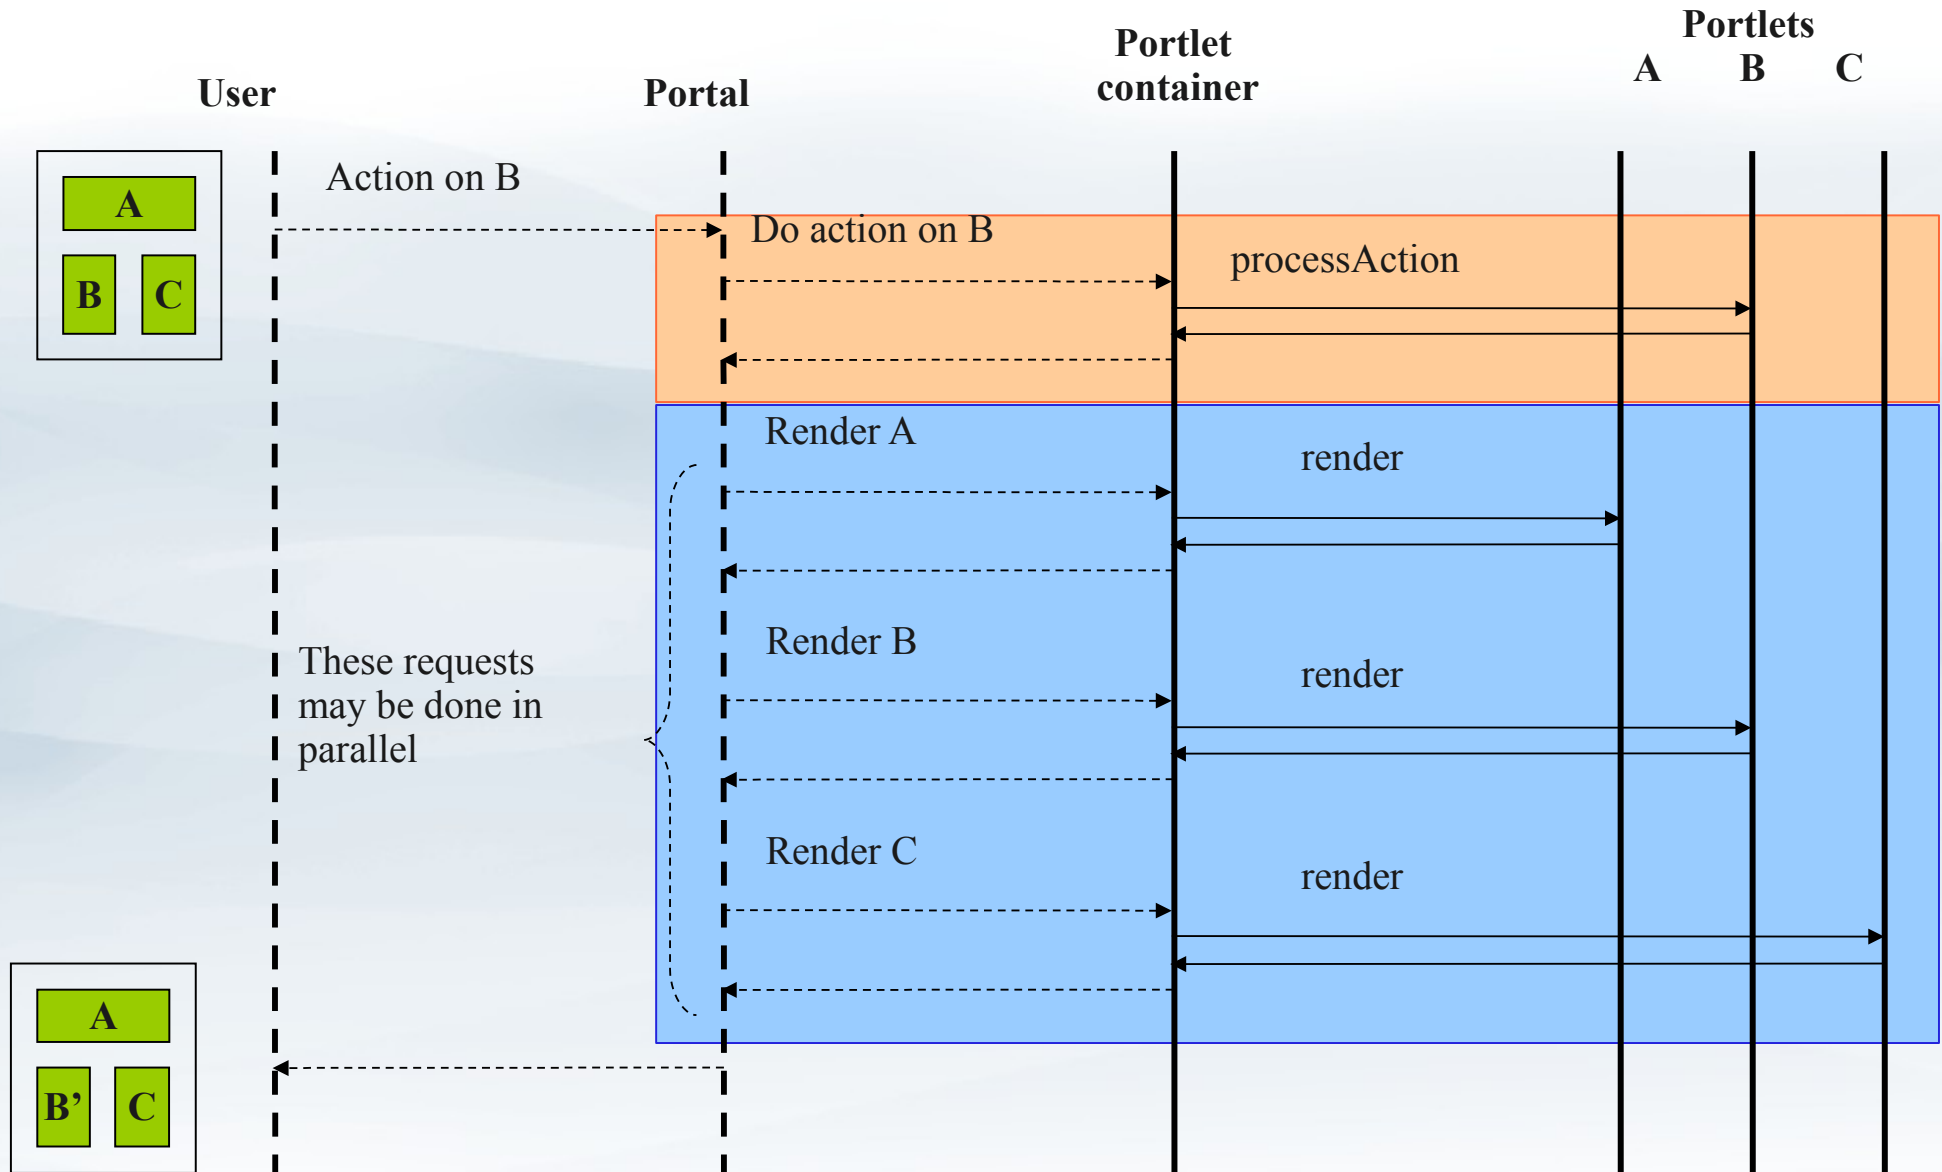 Portlets
Portlet
container
A B C
User
Portal
Action on B
A
Do action on B
processAction
B C
Render A
render
Render B
These requests
may be done in
parallel
render
Render C
render
A
B’ C